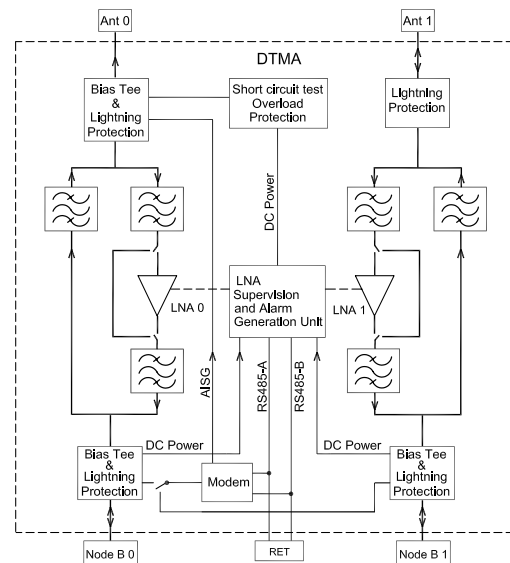 Ant 0
Ant 1
DTMA
Bias Tee
&
Lightning
Protection
Short circuit test
Overload
Protection
Lightning
Protection
DC Power
LNA 0
LNA
Supervision
and Alarm
Generation Unit
LNA 1
AISG
RS485-A
RS485-B
DC Power
DC Power
Bias Tee
&
Lightning
Protection
Modem
Bias Tee
&
Lightning
Protection
Node B 0
RET
Node B 1